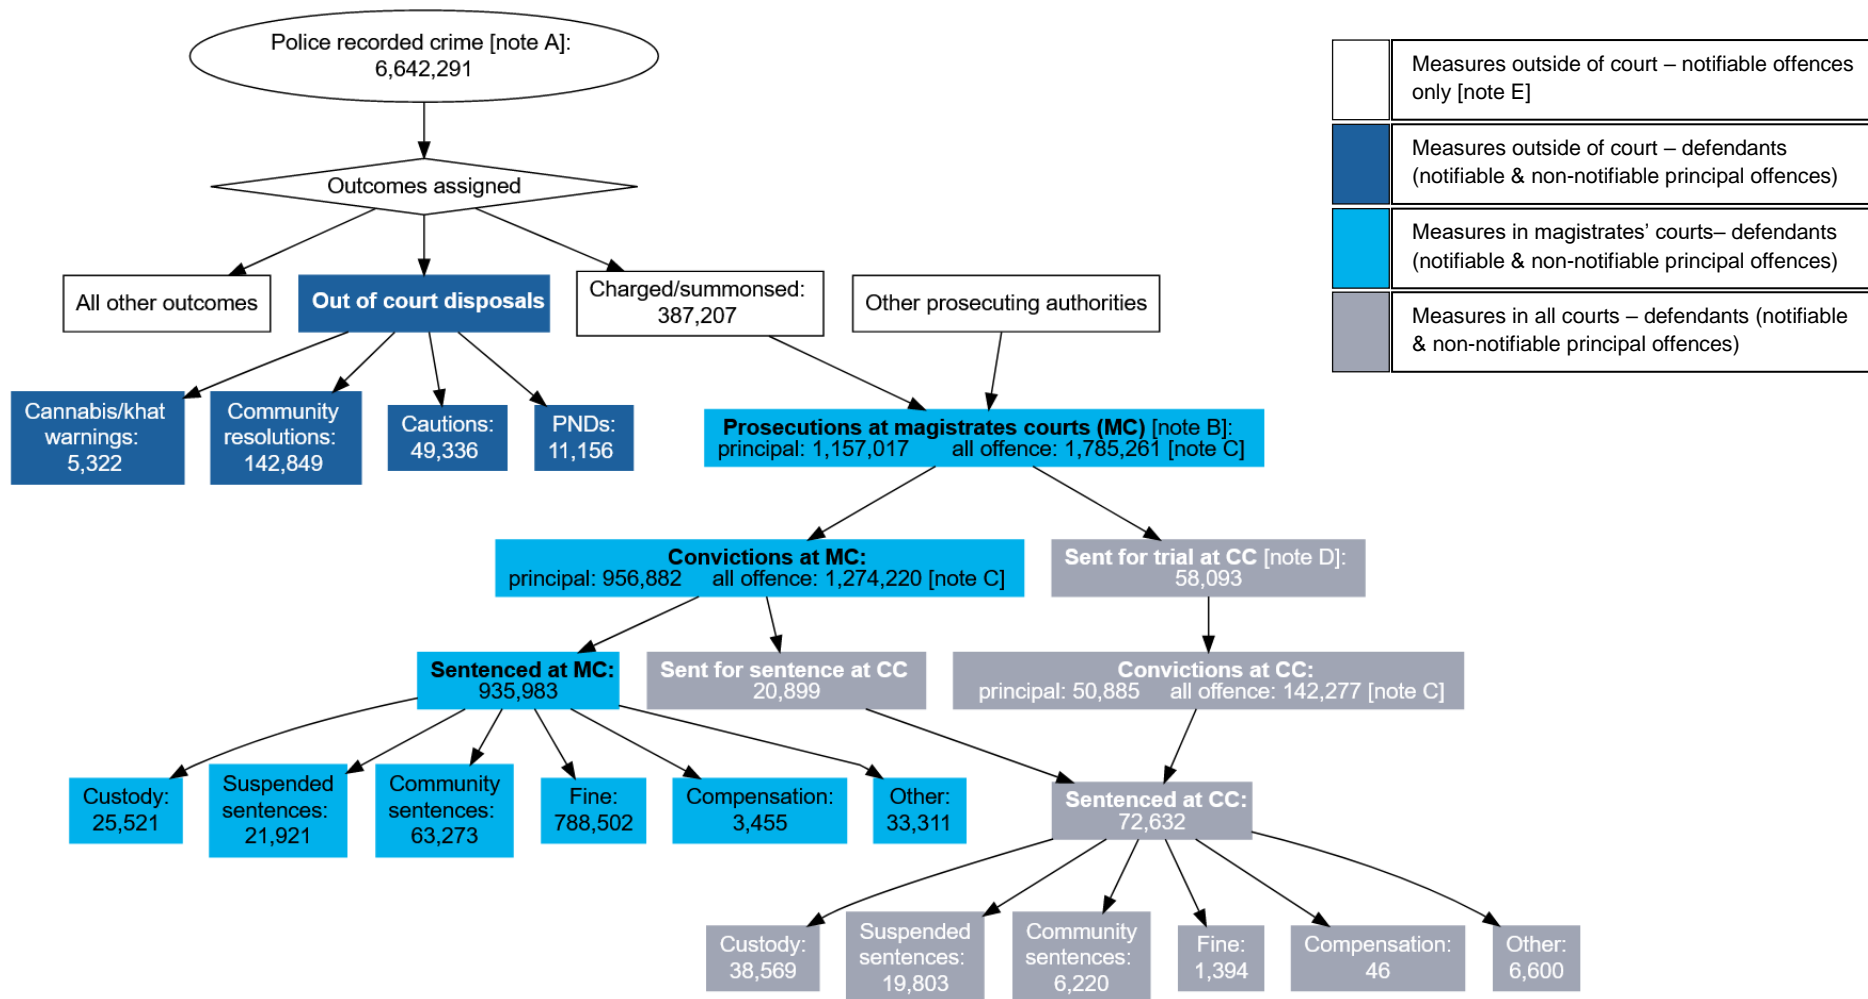 Police recorded crime [note A]:
6,642,291
Measures outside of court – notifiable offences
only [note E]
Measures outside of court – defendants
(notifiable & non-notifiable principal offences)
Measures in magistrates’ courts– defendants
(notifiable & non-notifiable principal offences)
Measures in all courts – defendants (notifiable
& non-notifiable principal offences)
Outcomes assigned
All other outcomes
Out of court disposals
Charged/summonsed:
387,207
Other prosecuting authorities
Cannabis/khat
warnings:
5,322
Community
resolutions:
142,849
Cautions:
49,336
PNDs:
11,156
Prosecutions at magistrates courts (MC) [note B]:
principal: 1,157,017 all offence: 1,785,261 [note C]
Convictions at MC:
principal: 956,882 all offence: 1,274,220 [note C]
Sent for trial at CC [note D]:
58,093
Sentenced at MC:
935,983
Sent for sentence at CC
20,899
Convictions at CC:
principal: 50,885 all offence: 142,277 [note C]
Custody:
25,521
Suspended
sentences:
21,921
Community
sentences:
63,273
Fine:
788,502
Compensation:
3,455
Other:
33,311
Sentenced at CC:
72,632
Custody:
38,569
Suspended
sentences:
19,803
Community
sentences:
6,220
Fine:
1,394
Compensation:
46
Other:
6,600